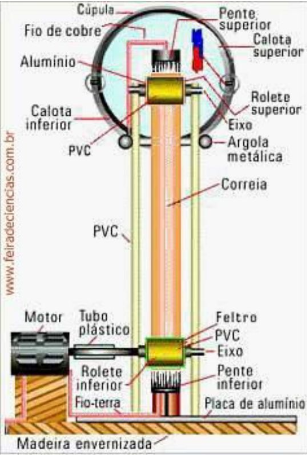 Cúpula
Pente
superior
Fio de cobre
Calota
superior
Alumínio
Rolete
superior
Calota
inferior
Eixo
PVC
Argola
metálica
Correia
PVC
www.feiradeciencias.com.br
Motor
Tubo
plástico
Feltro
PVC
Eixo
Rolete
inferior
Pente
inferior
Fio-terra
Placa de alumínio
Madeira envernizada